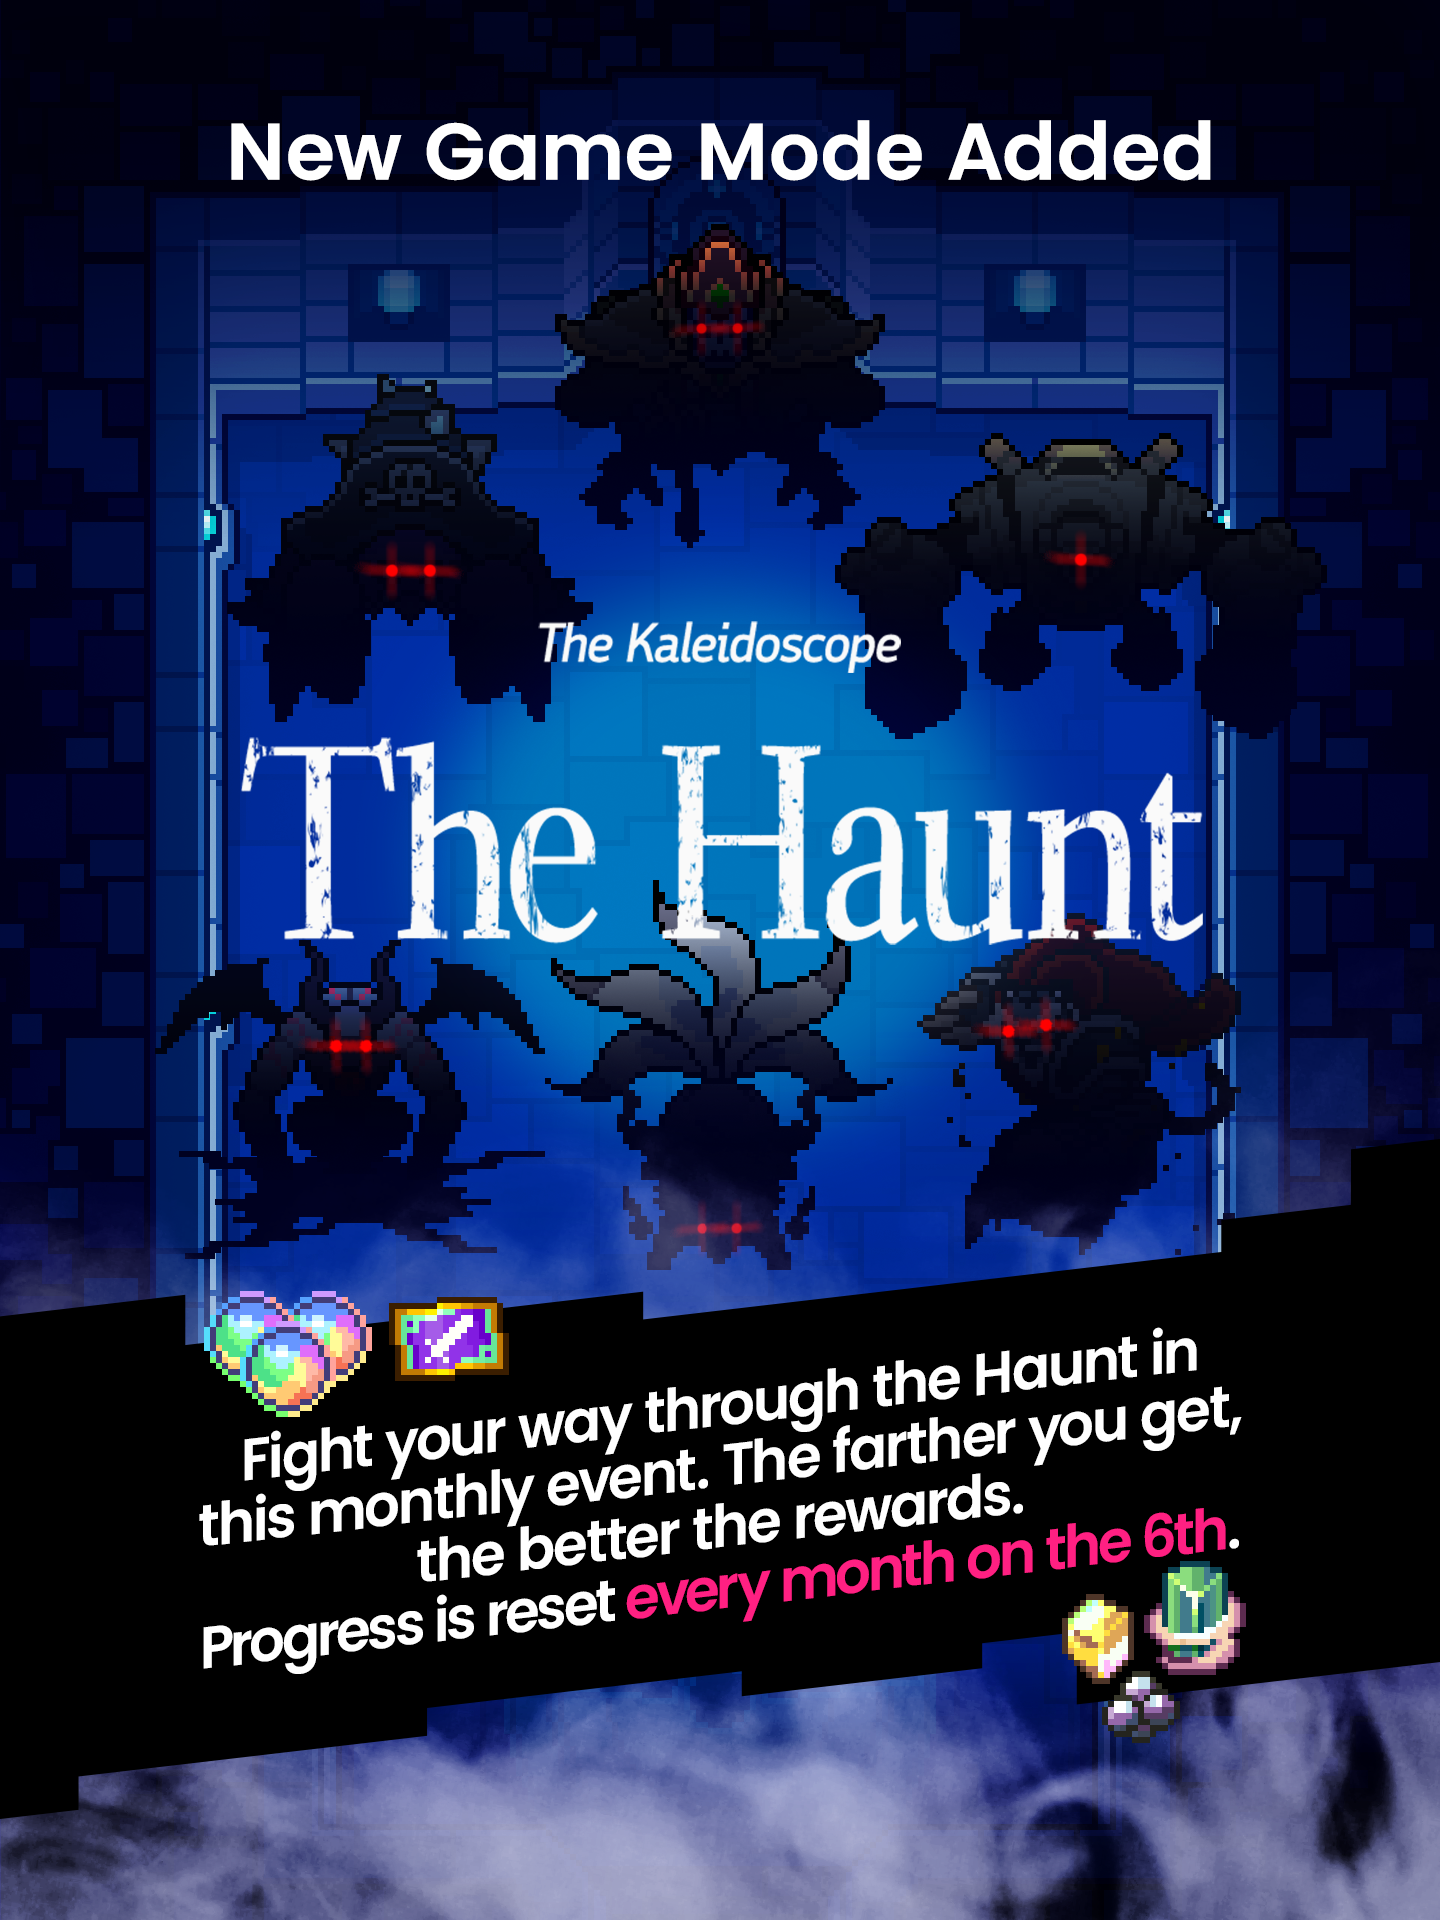 New Game Mode Added
The Kaleidoscope
The Haunt
Fight your way through the Haunt in
this monthly event. The farther you get,
the better the rewards.
Progress is reset every month on the 6th.